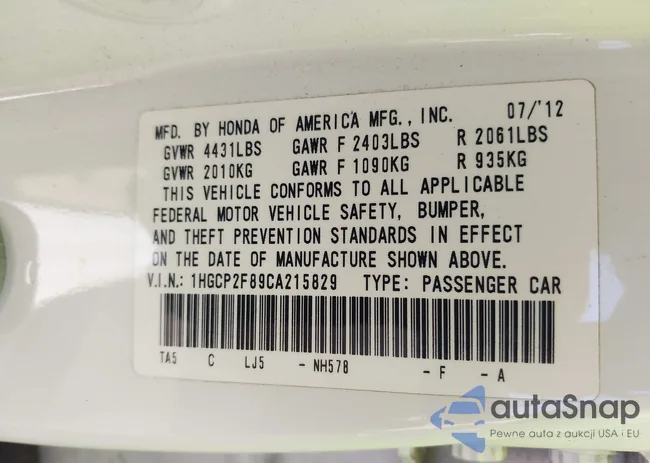 MFD. BY HONDA OF AMERICA MFG., INC. 07/'12
GVWR 4431LBS GAWR F 2403LBS R 2061LBS
GVWR 2010KG GAWR F 1090KG R 935KG
THIS VEHICLE CONFORMS TO ALL APPLICABLE
FEDERAL MOTOR VEHICLE SAFETY, BUMPER,
AND THEFT PREVENTION STANDARDS IN EFFECT
ON THE DATE OF MANUFACTURE SHOWN ABOVE.
V.I.N.: 1HGCP2F89CA215829 TYPE: PASSENGER CAR
TA5 C LJ5 - NH578 - F - A
autaSnap
Pewne auta z aukcji USA i EU